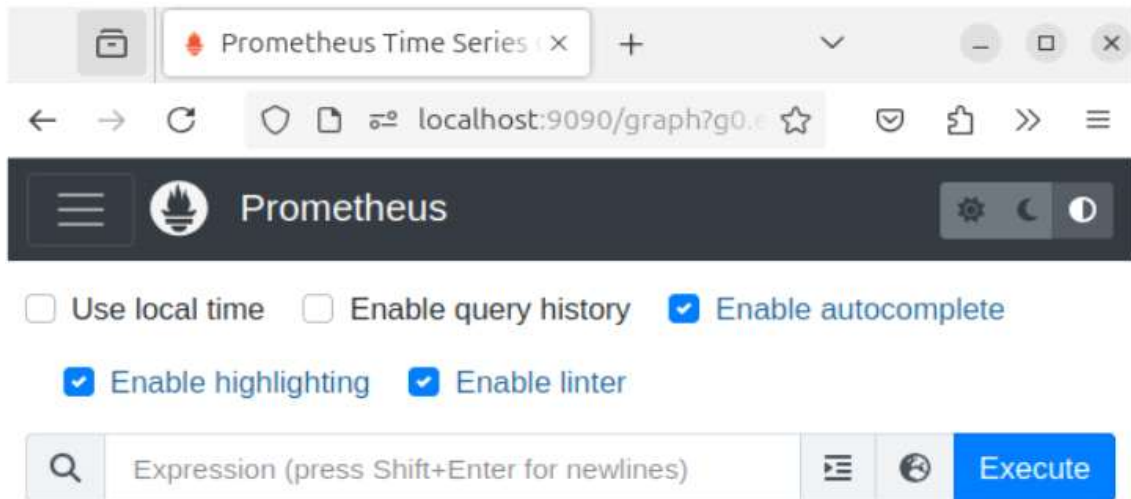 Prometheus Time Series
localhost:9090/graph?g0.e
Prometheus
Use local time Enable query history Enable autocomplete
Enable highlighting Enable linter
Expression (press Shift+Enter for newlines) Execute